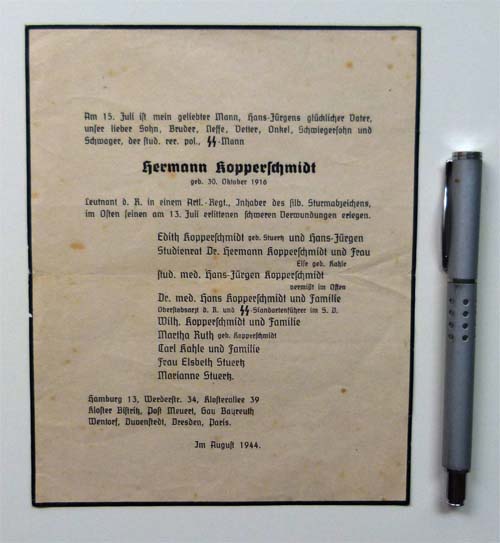 Am 15. Juli ist mein geliebter Mann, Hans-Jürgens glücklicher Vater,
unser lieber Sohn, Bruder, Neffe, Vetter, Onkel, Schwiegersohn und
Schwager, der stud. rer. pol., SS-Mann
Hermann Kopperschmidt
geb. 30. Oktober 1916
Leutnant d. R. in einem Artl.-Regt., Inhaber des silb. Sturmabzeichens,
im Osten seinen am 13. Juli erlittenen schweren Verwundungen erlegen.
Edith Kopperschmidt geb. Stuertz und Hans-Jürgen
Studienrat Dr. Hermann Kopperschmidt und Frau
Else geb. Kahle
stud. med. Hans-Jürgen Kopperschmidt
vermißt im Osten
Dr. med. Hans Kopperschmidt und Familie
Oberstabsarzt d. R. und SS-Standortenführer im S. D.
Wilh. Kopperschmidt und Familie
Martha Ruth geb. Kopperschmidt
Carl Kahle und Familie
Frau Elsbeth Stuertz
Marianne Stuertz.
Hamburg 13, Werderstr. 34, Klosterallee 39
Kloster Bistritz, Post Meuerl, Gau Bayreuth
Wentorf, Duvenstedt, Dresden, Paris.
Im August 1944.